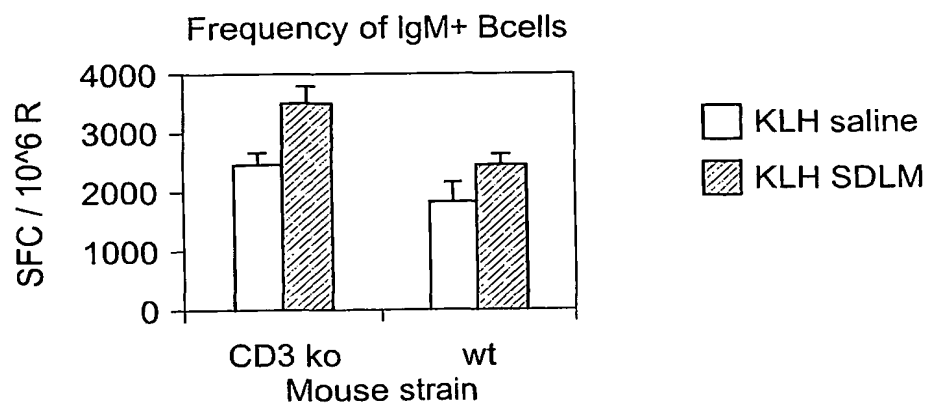 Frequency of IgM+ Bcells
SFC / 10^6 R
4000
3000
2000
1000
0
CD3 ko
wt
Mouse strain
KLH saline
KLH SDLM